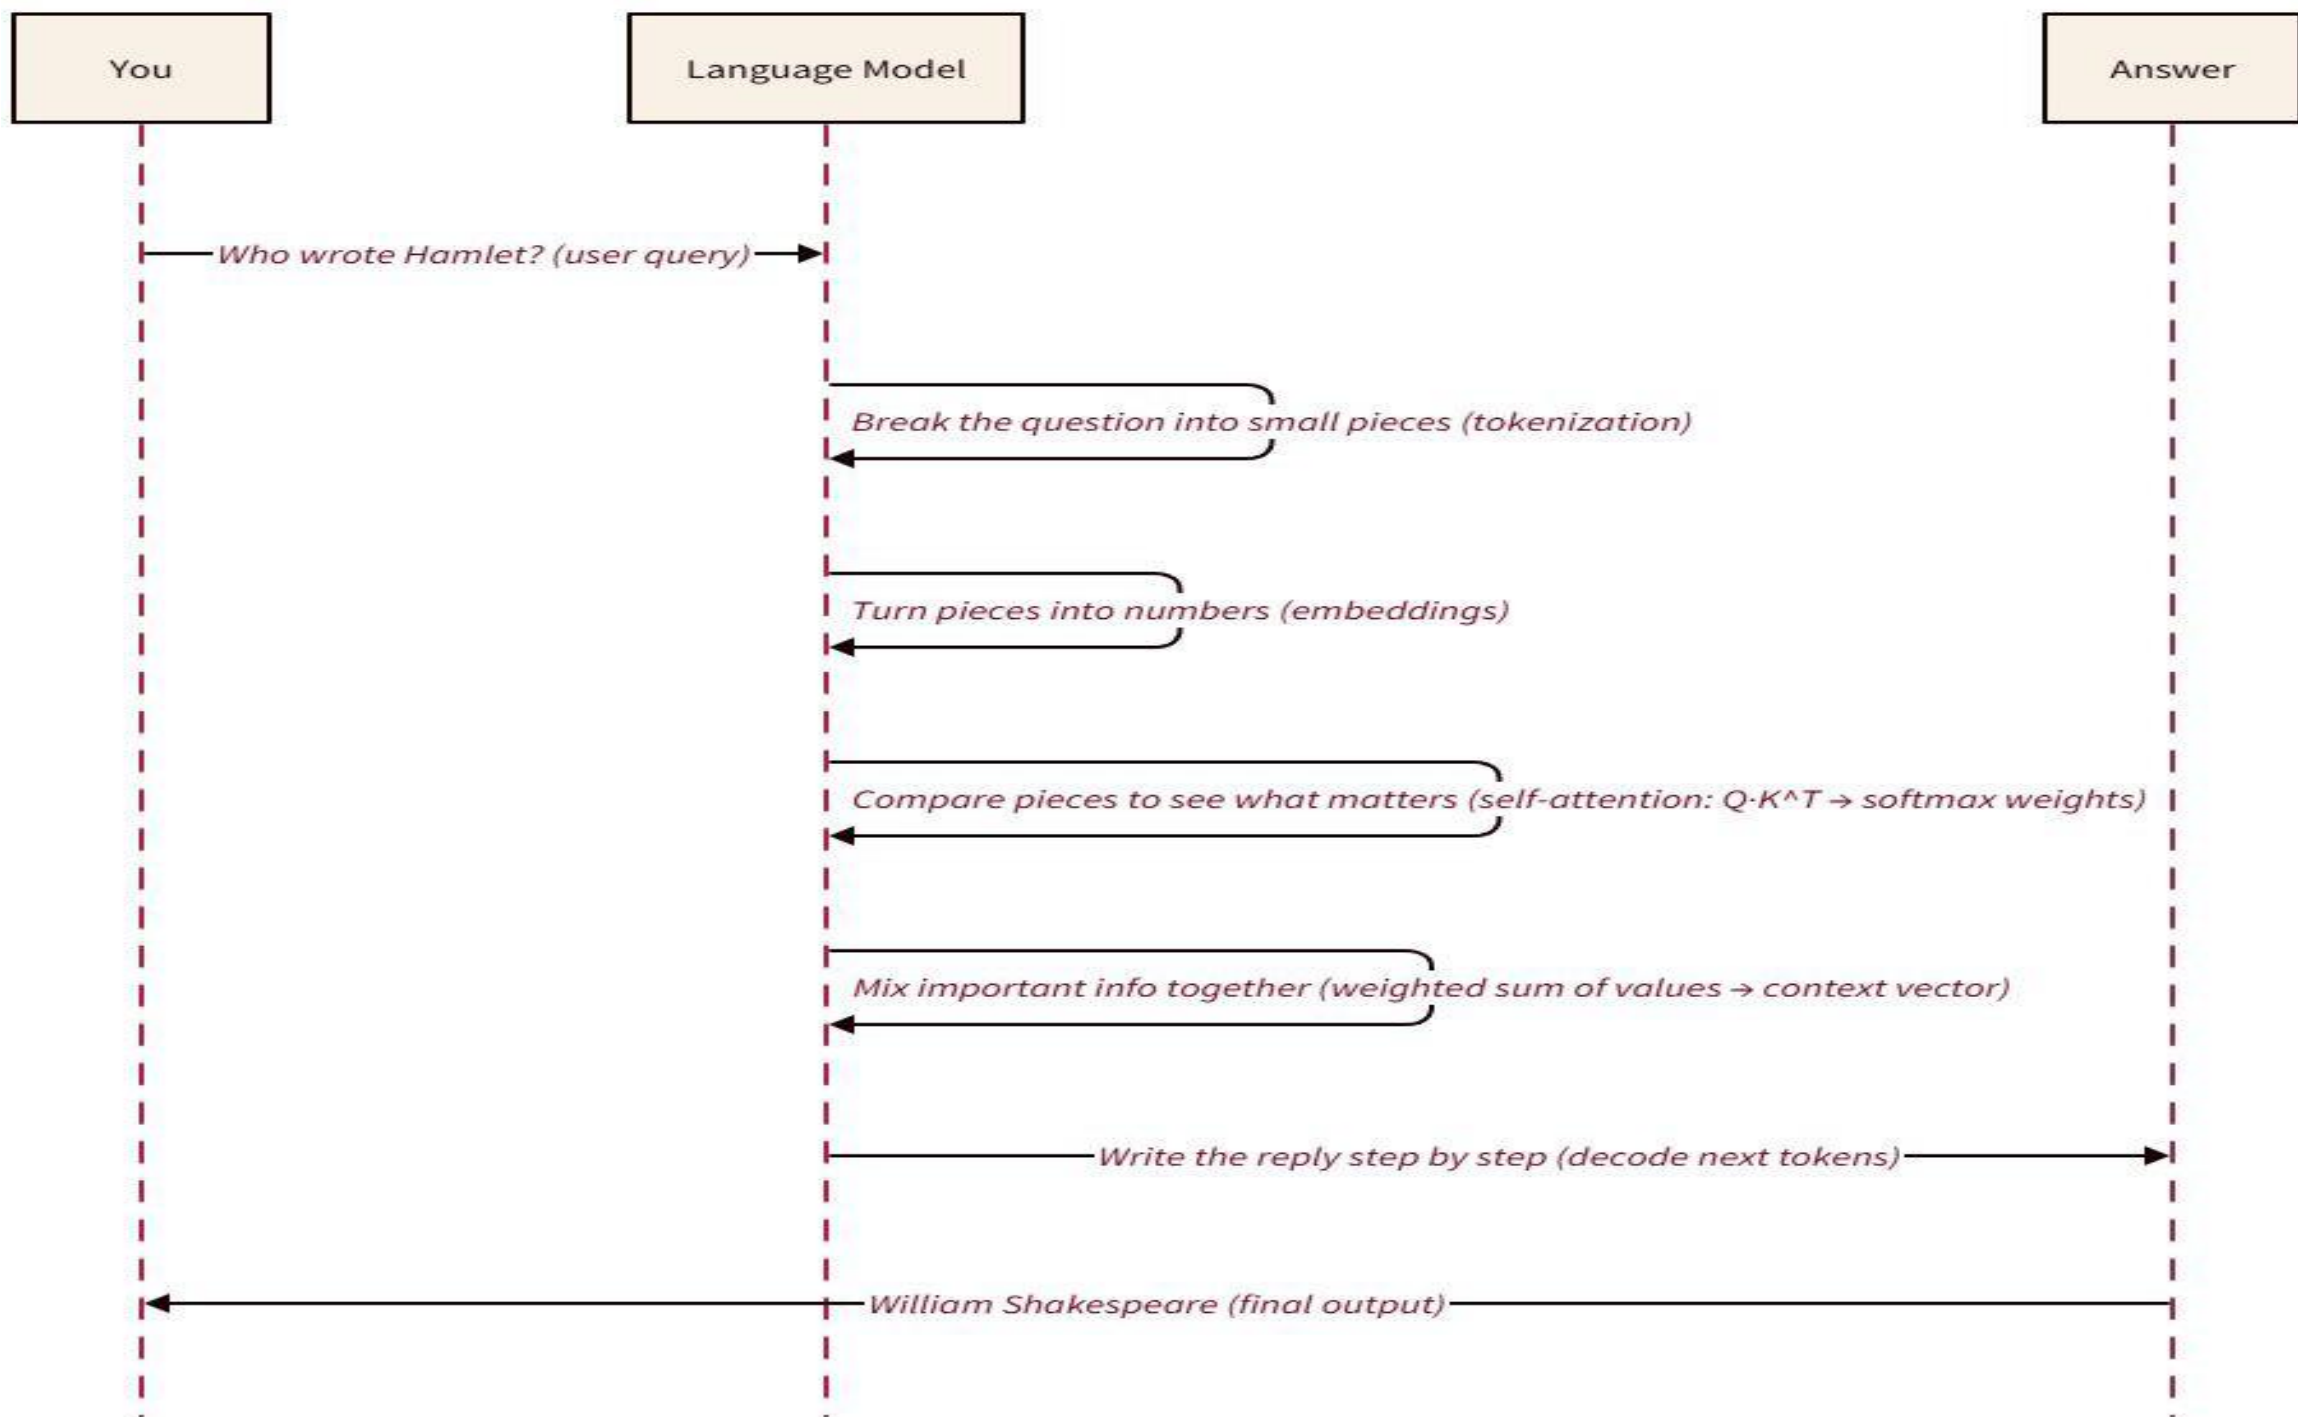 You
Language Model
Answer
Who wrote Hamlet? (user query)
Break the question into small pieces (tokenization)
Turn pieces into numbers (embeddings)
Compare pieces to see what matters (self-attention: Q·K^T → softmax weights)
Mix important info together (weighted sum of values → context vector)
Write the reply step by step (decode next tokens)
William Shakespeare (final output)